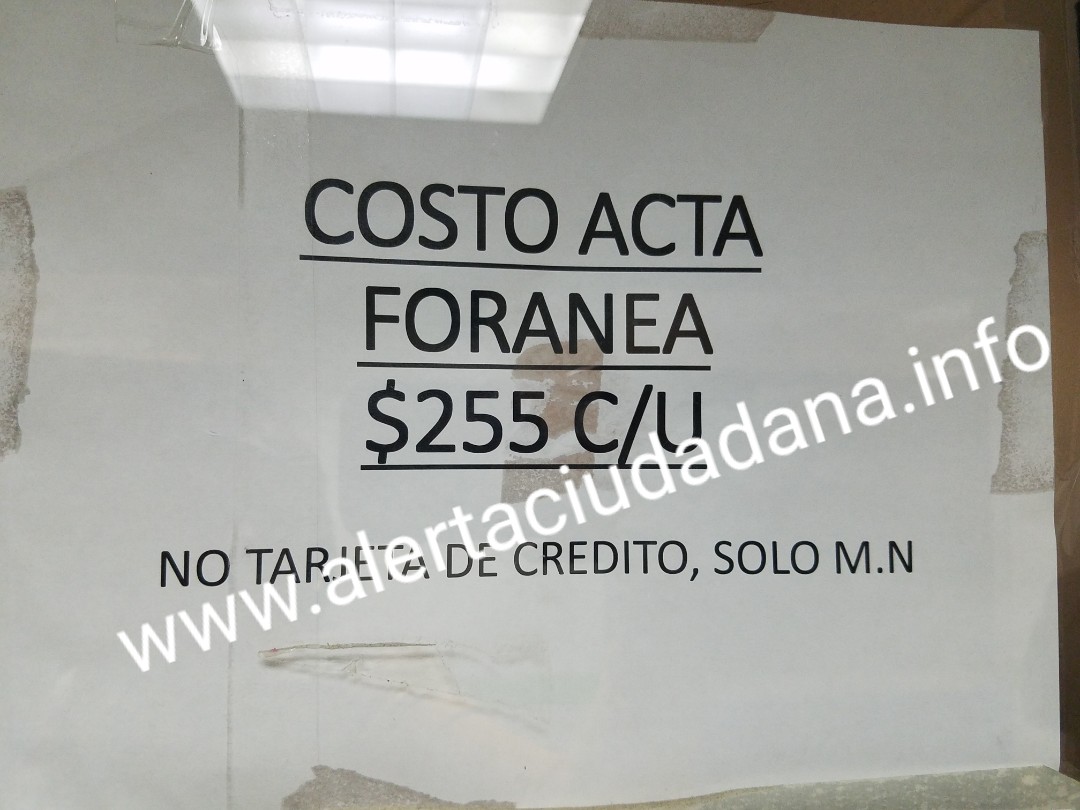 COSTO ACTA
FORANEA
$255 C/U
NO TARJETA DE CREDITO, SOLO M.N
www.alertaciudadana.info